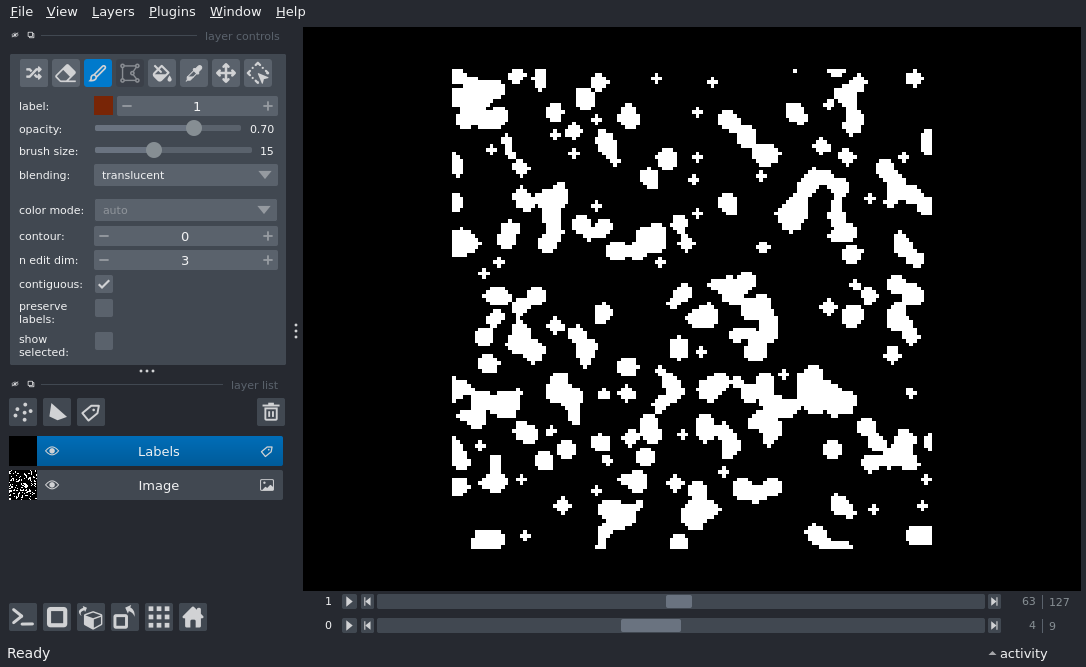 File View Layers Plugins Window Help
layer controls
label: 1
opacity: 0.70
brush size: 15
blending: translucent
color mode: auto
contour: 0
n edit dim: 3
contiguous:
preserve
labels:
show
selected:
layer list
Labels
Image
1 63 127
0 4 9
Ready activity